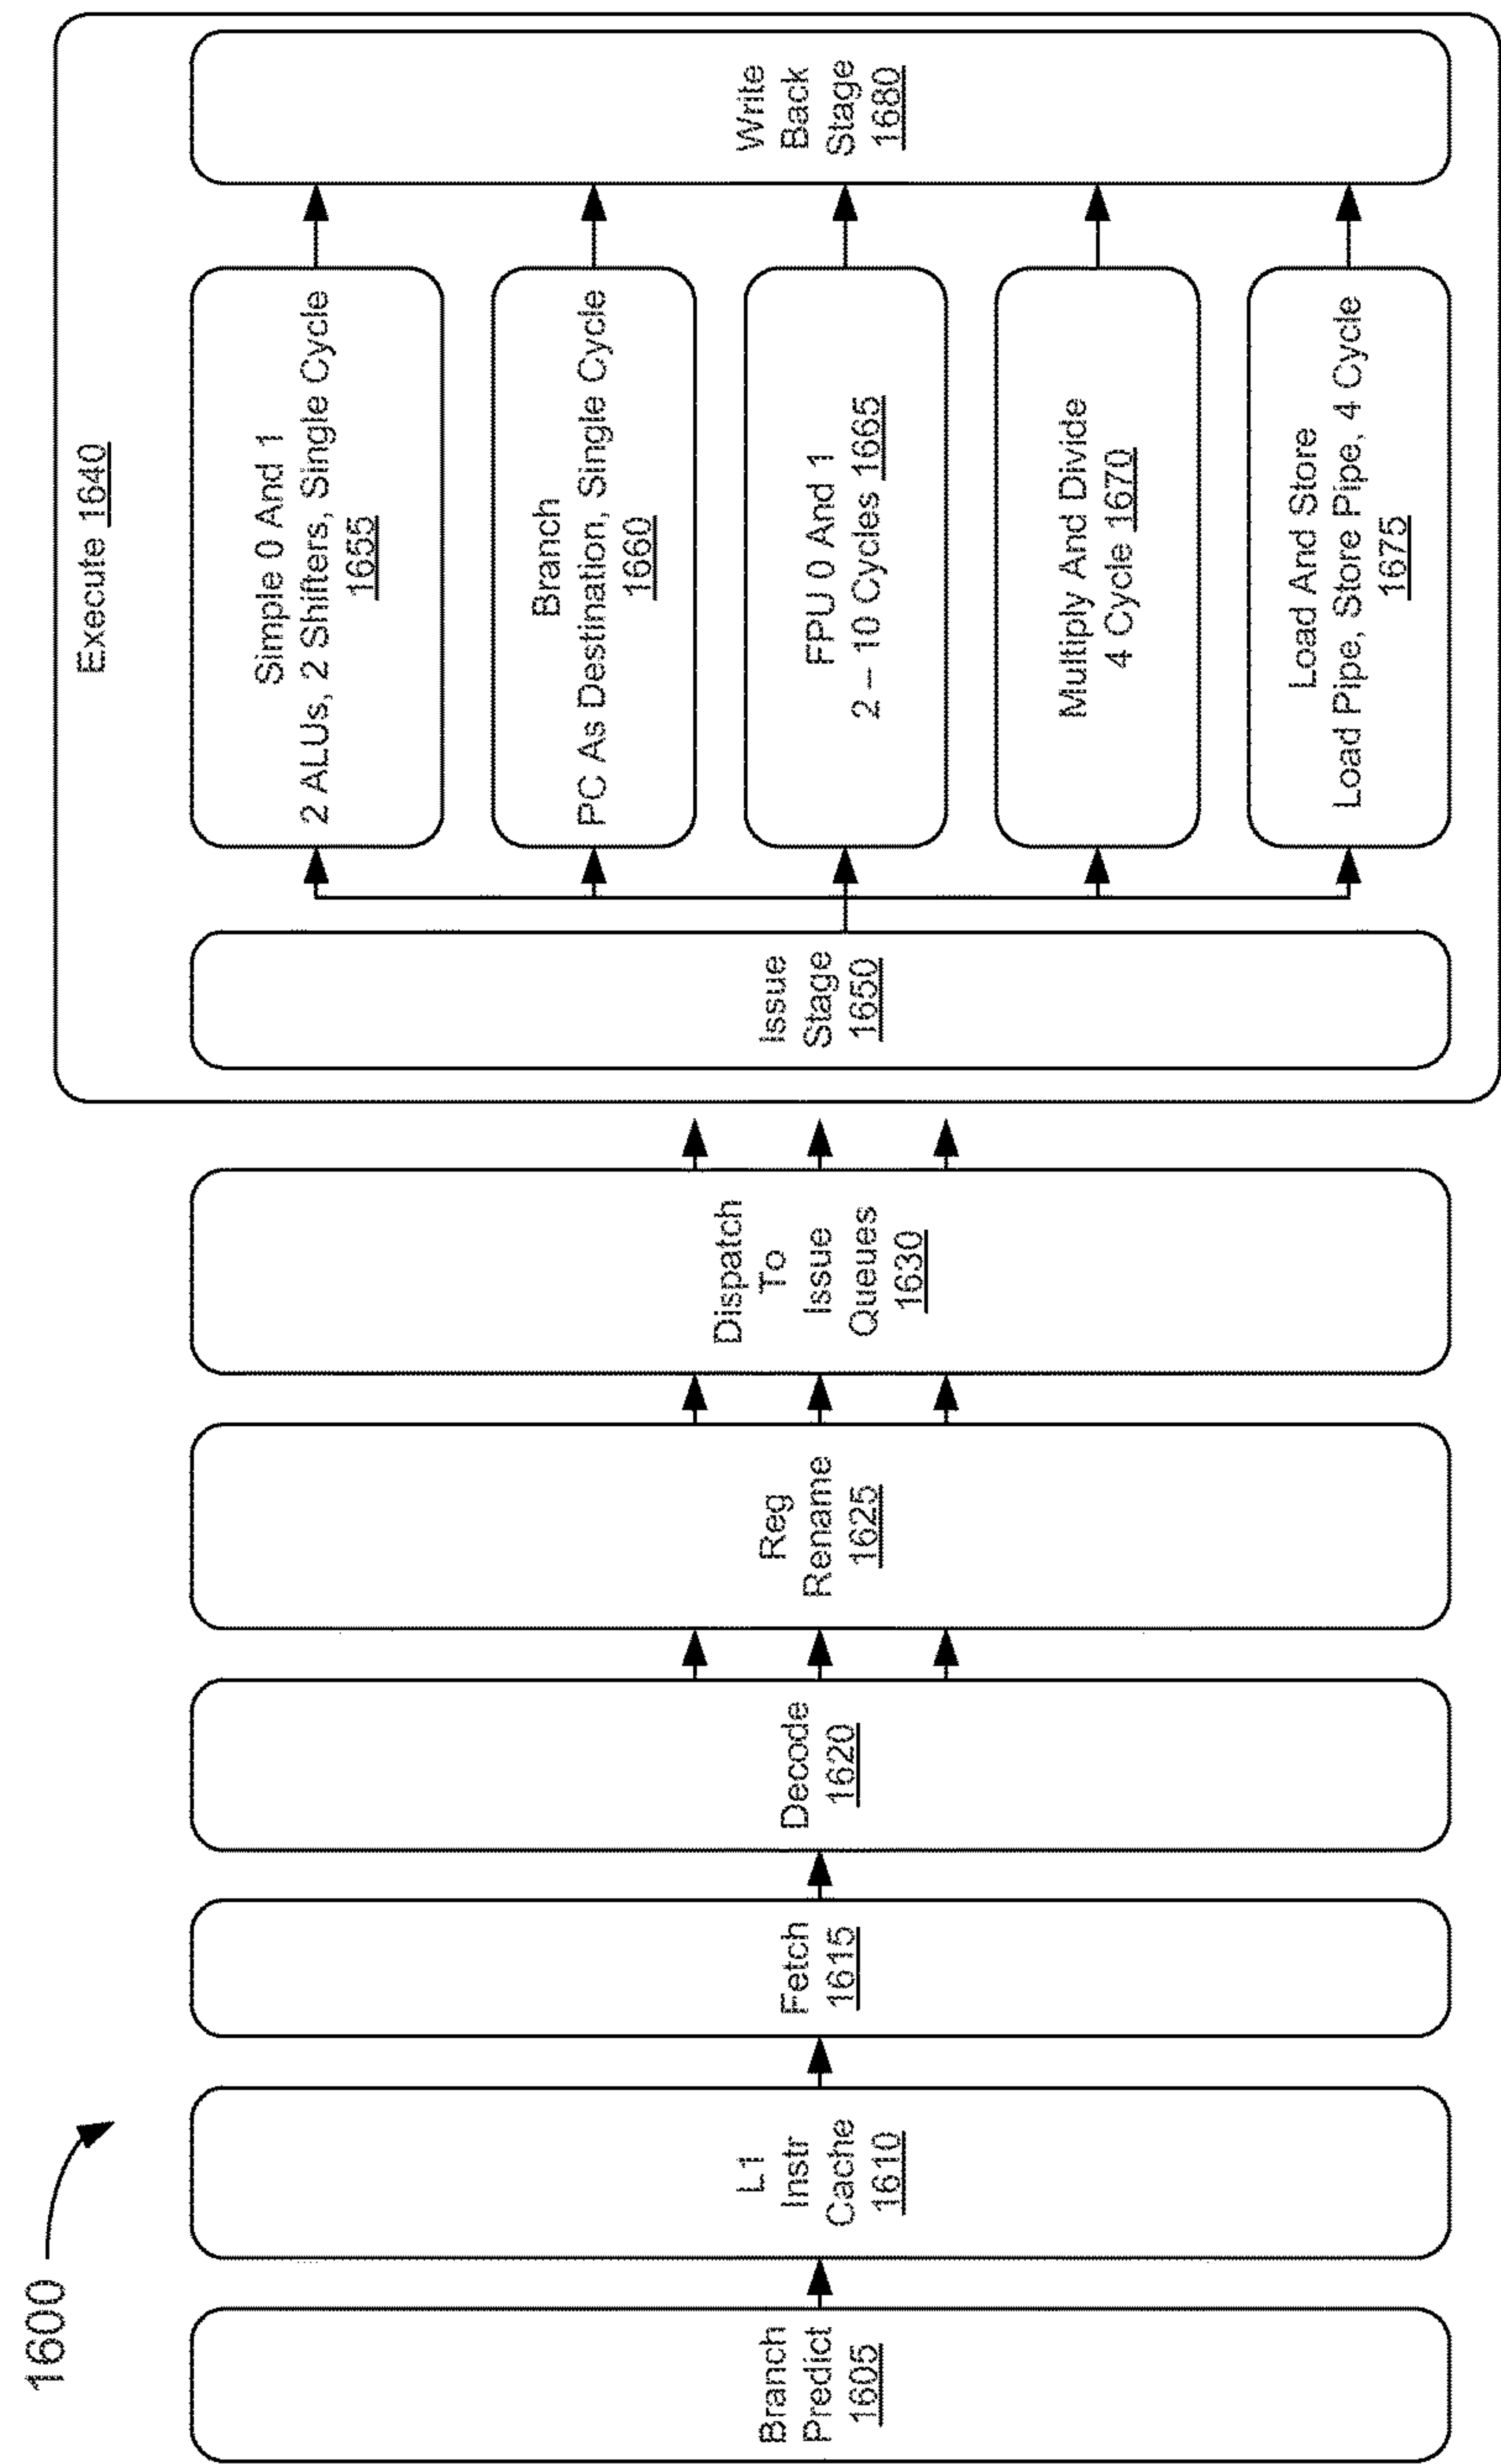 1600
Branch
Predict
1605
L1
Instr
Cache
1610
Fetch
1615
Decode
1620
Reg
Rename
1625
Dispatch
To
Issue
Queues
1630
Execute 1640
Issue
Stage
1650
Simple 0 And 1
2 ALUs, 2 Shifters, Single Cycle
1655
Branch
PC As Destination, Single Cycle
1660
FPU 0 And 1
2 – 10 Cycles 1665
Multiply And Divide
4 Cycle 1670
Load And Store
Load Pipe, Store Pipe, 4 Cycle
1675
Write
Back
Stage
1680